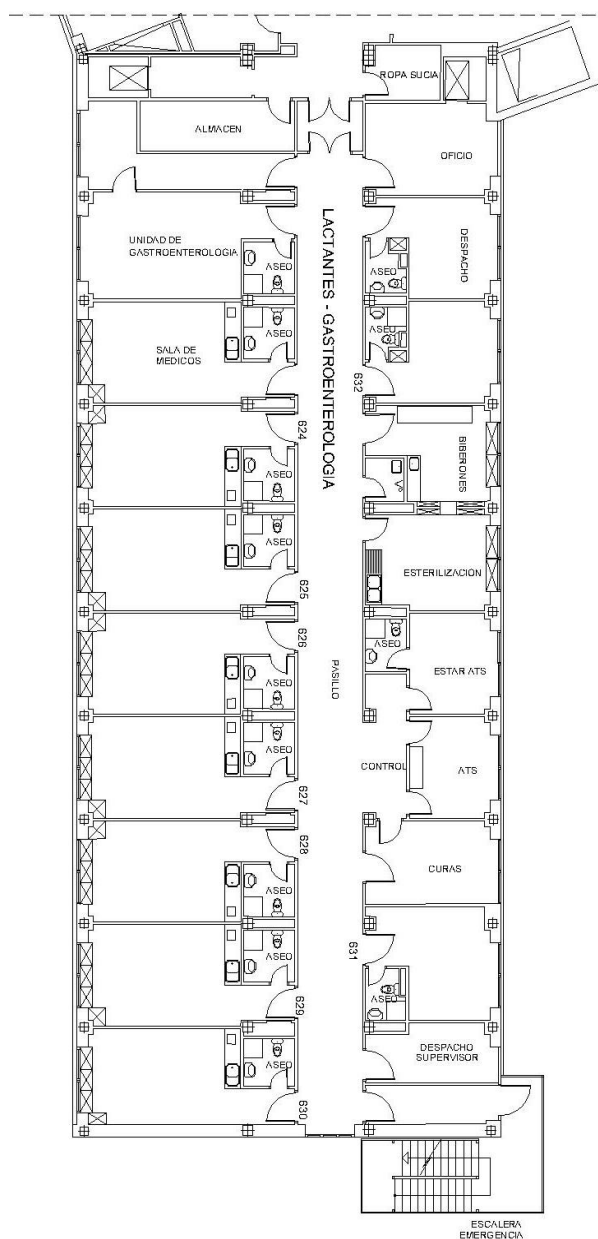 ROPA SUCIA
ALMACEN
OFICIO
UNIDAD DE
GASTROENTEROLOGIA
ASEO
LACTANTES - GASTROENTEROLOGIA
ASEO
DESPACHO
SALA DE
MEDICOS
ASEO
ASEO
632
624
ASEO
BIBERONES
ASEO
625
ESTERILIZACION
626
ASEO
PASILLO
ASEO
ESTAR ATS
ASEO
627
CONTROL
ATS
628
ASEO
CURAS
ASEO
629
631
ASEO
ASEO
630
DESPACHO
SUPERVISOR
ESCALERA
EMERGENCIA